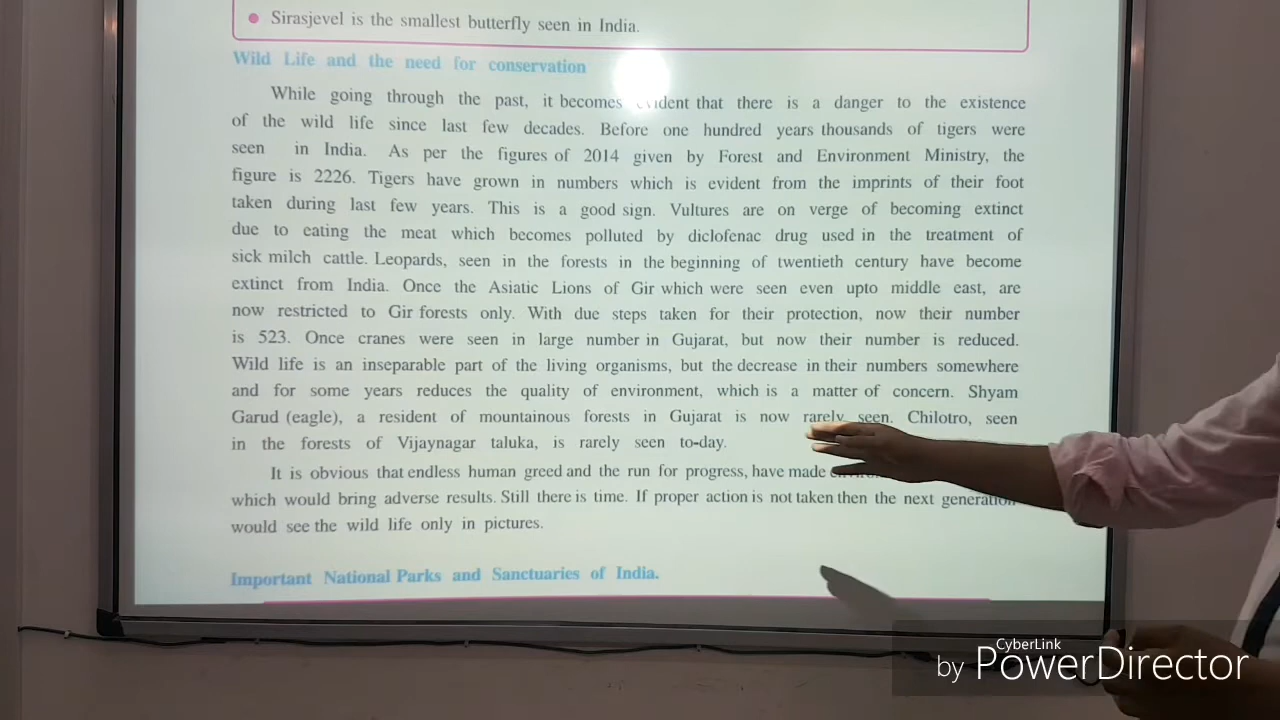 Sirasjevel is the smallest butterfly seen in India.
Wild Life and the need for conservation
While going through the past, it becomes evident that there is a danger to the existence
of the wild life since last few decades. Before one hundred years thousands of tigers were
seen in India. As per the figures of 2014 given by Forest and Environment Ministry, the
figure is 2226. Tigers have grown in numbers which is evident from the imprints of their foot
taken during last few years. This is a good sign. Vultures are on verge of becoming extinct
due to eating the meat which becomes polluted by diclofenac drug used in the treatment of
sick milch cattle. Leopards, seen in the forests in the beginning of twentieth century have become
extinct from India. Once the Asiatic Lions of Gir which were seen even upto middle east, are
now restricted to Gir forests only. With due steps taken for their protection, now their number
is 523. Once cranes were seen in large number in Gujarat, but now their number is reduced.
Wild life is an inseparable part of the living organisms, but the decrease in their numbers somewhere
and for some years reduces the quality of environment, which is a matter of concern. Shyam
Garud (eagle), a resident of mountainous forests in Gujarat is now rarely seen. Chilotro, seen
in the forests of Vijaynagar taluka, is rarely seen to-day.
It is obvious that endless human greed and the run for progress, have made
which would bring adverse results. Still there is time. If proper action is not taken then the next generation
would see the wild life only in pictures.
Important National Parks and Sanctuaries of India.
CyberLink
by PowerDirector